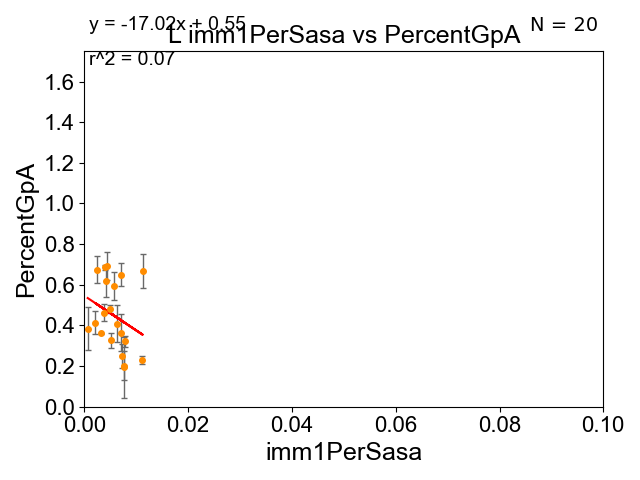 y = -17.02x + 0.55
N = 20
L imm1PerSasa vs PercentGpA
r^2 = 0.07
1.6
1.4
1.2
1.0
0.8
0.6
0.4
0.2
0.0
PercentGpA
0.00 0.02 0.04 0.06 0.08 0.10
imm1PerSasa